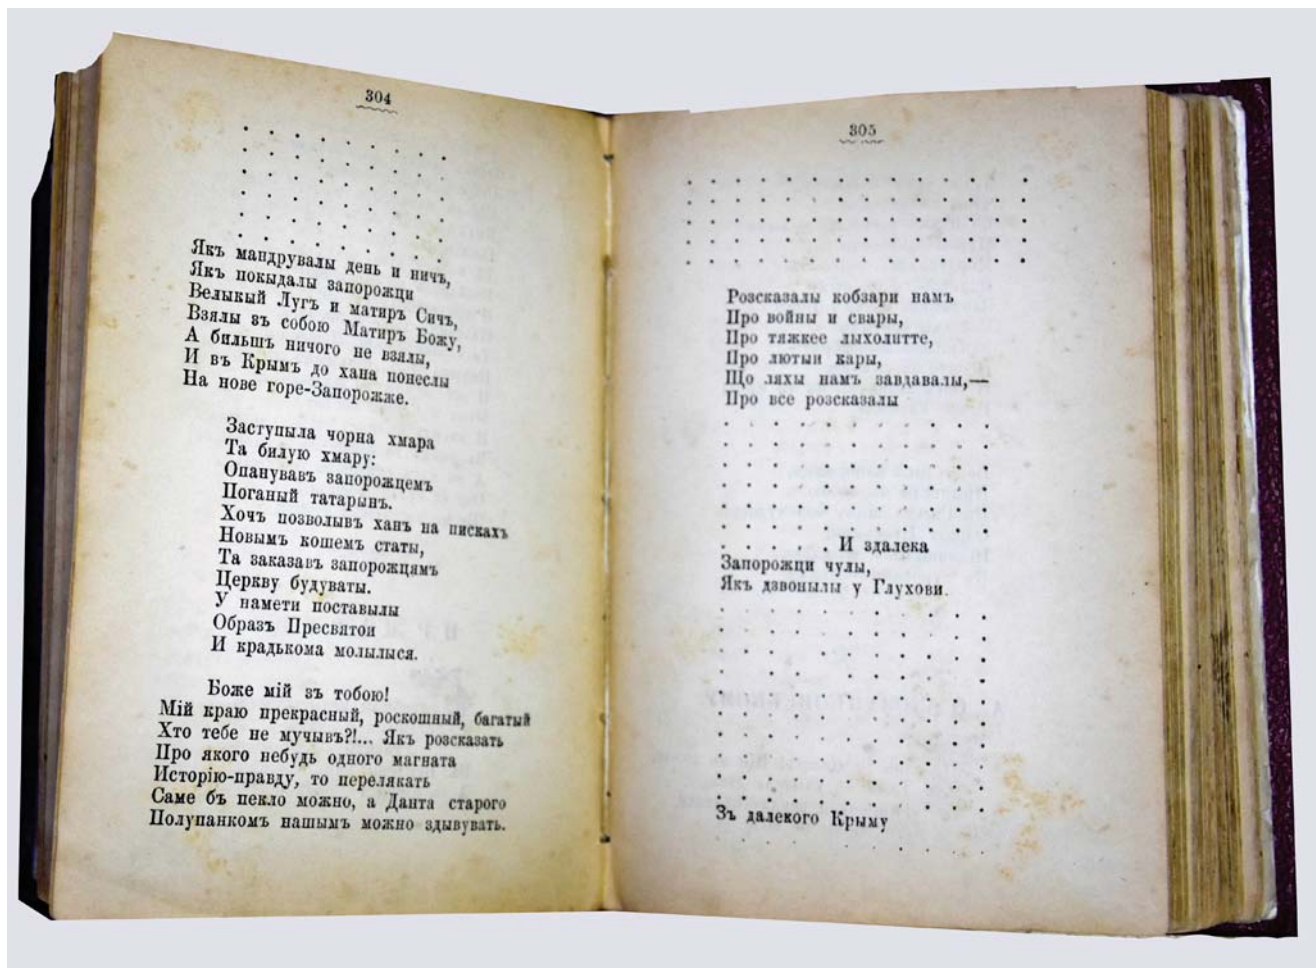 304
. . . . . . . . .
. . . . . . . . .
. . . . . . . . .
. . . . . . . . .
. . . . . . . . .
. . . . . . . . .
Якъ мандрувалы день и ничъ,
Якъ покыдалы запорожци
Велыкый Лугъ и матиръ Сичъ,
Взялы зъ собою Матиръ Божу,
А бильшъ ничого не взялы,
И въ Крымъ до хана понеслы
На нове горе-Запорожже.
Заступыла чорна хмара
Та билую хмару:
Опанувавъ запорожцемъ
Поганый татарынъ.
Хочъ позволывъ ханъ на пискахъ
Новымъ кошемъ статы,
Та заказавъ запорожцямъ
Церкву будуваты.
У намети поставылы
Образъ Пресвятои
И крадькома молылыся.
Боже мій зъ тобою!
Мій краю прекрасный, роскошный, багатый
Хто тебе не мучывъ?!... Якъ розсказать
Про якого небудь одного магната
Исторію-правду, то перелякать
Саме бъ пекло можно, а Данта старого
Полупанкомъ нашымъ можно здывувать.
305
. . . . . . . . . . . . . .
. . . . . . . . . . . . . .
. . . . . . . . . . . . . .
. . . . . . . . . . . . . .
. . . . . . . . . . . . . .
Розсказалы кобзари намъ
Про войны и свары,
Про тяжкее лыхолитте,
Про лютыи кары,
Що ляхы намъ завдавалы,—
Про все розсказалы
. . . . . . . . . . .
. . . . . . . . . . .
. . . . . . . . . . .
. . . . . . . . . . .
. . . . . . . . . . .
. . . . . . . . . . .
. . . . . И здалека
Запорожци чулы,
Якъ дзвонылы у Глухови.
. . . . . . . . . . .
. . . . . . . . . . .
. . . . . . . . . . .
. . . . . . . . . . .
. . . . . . . . . . .
. . . . . . . . . . .
. . . . . . . . . . .
. . . . . . . . . . .
. . . . . . . . . . .
. . . . . . . . . . .
Зъ далекого Крыму
. . . . . . . . . . .